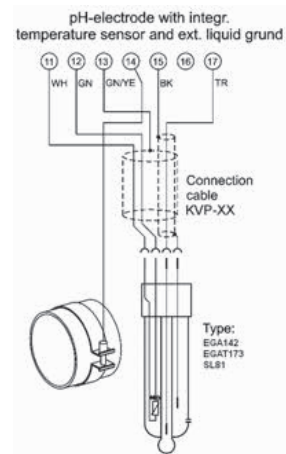 pH-electrode with integr.
temperature sensor and ext. liquid grund
11 12 13 14 15 16 17
WH GN GN/YE BK TR
Connection
cable
KVP-XX
Type:
EGA142
EGAT173
SL81